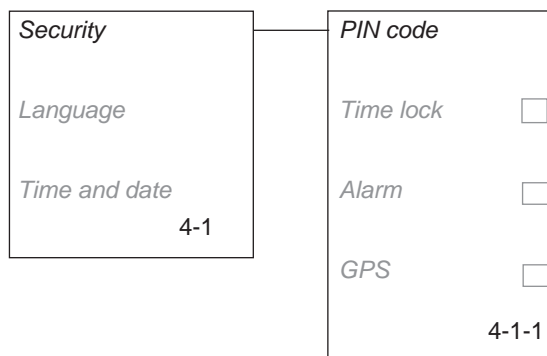 Security
Language
Time and date
4-1
PIN code
Time lock
Alarm
GPS
4-1-1